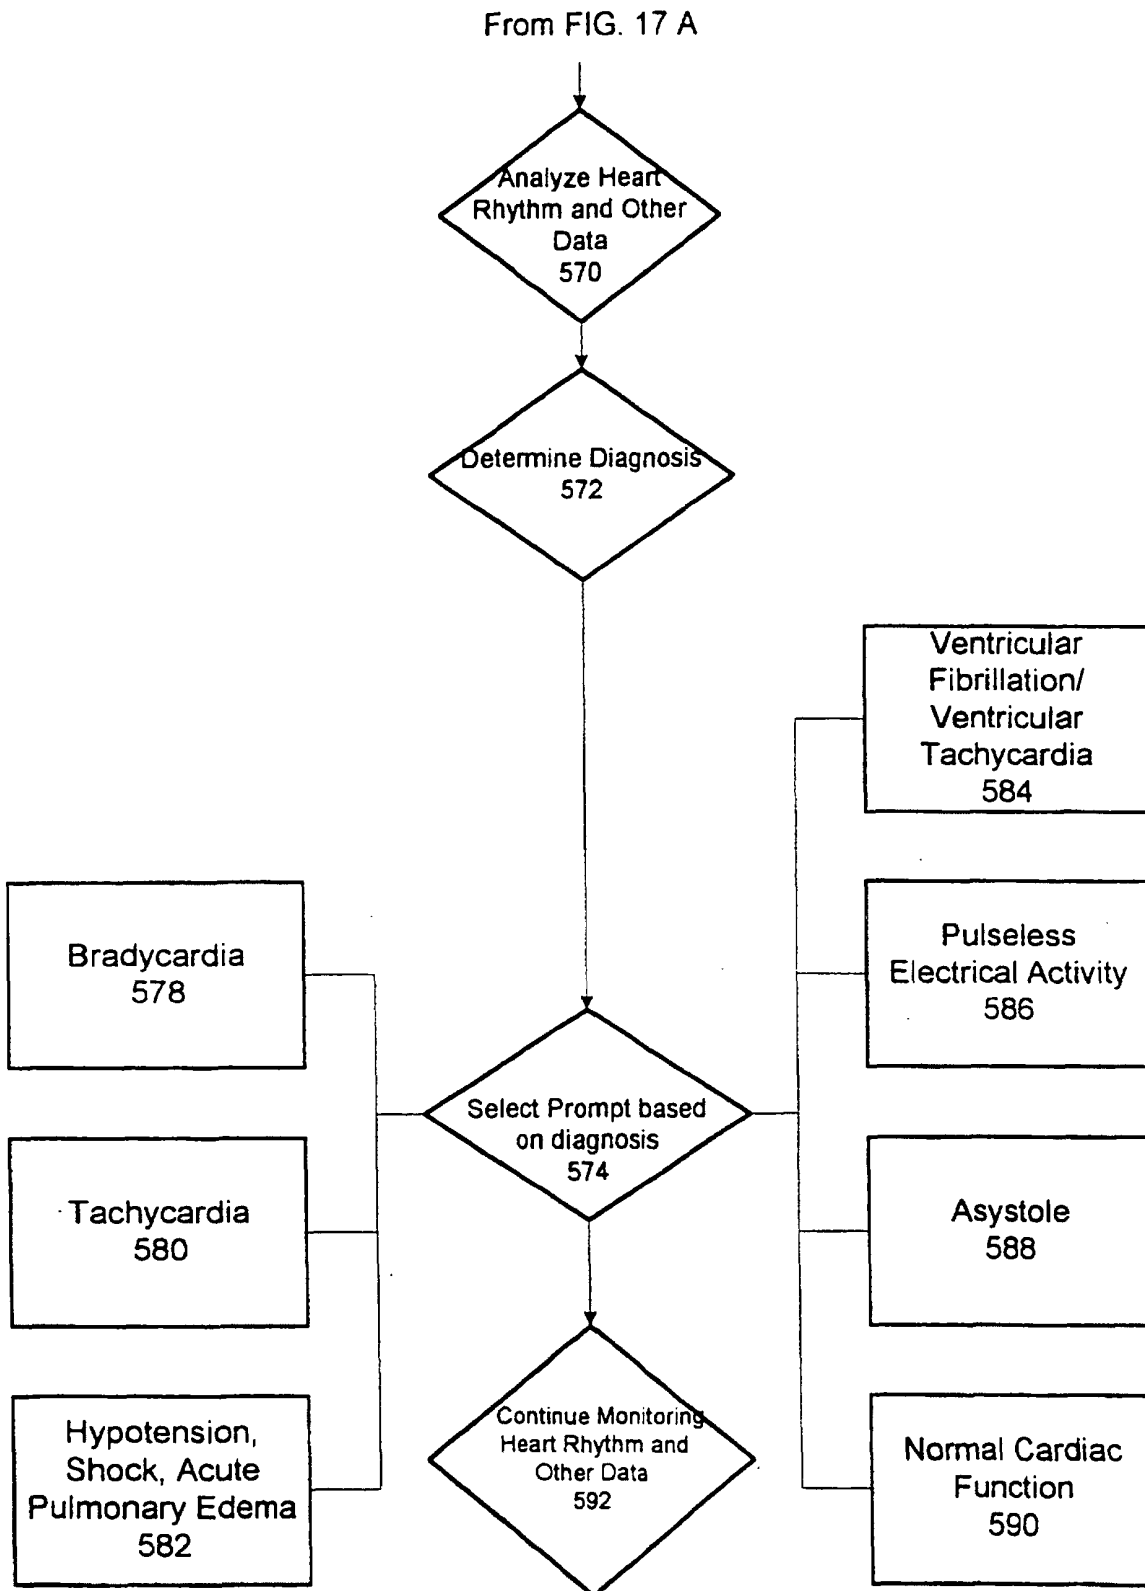 From FIG. 17 A
Analyze Heart
Rhythm and Other
Data
570
Determine Diagnosis
572
Ventricular
Fibrillation/
Ventricular
Tachycardia
584
Bradycardia
578
Pulseless
Electrical Activity
586
Select Prompt based
on diagnosis
574
Tachycardia
580
Asystole
588
Hypotension,
Shock, Acute
Pulmonary Edema
582
Continue Monitoring
Heart Rhythm and
Other Data
592
Normal Cardiac
Function
590